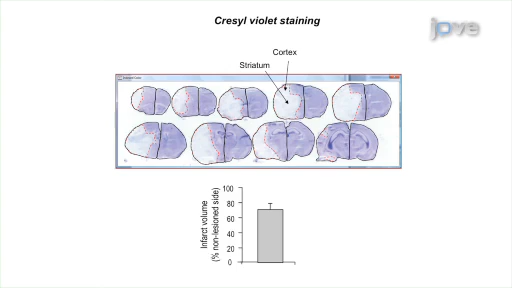 Cresyl violet staining
jove
Cortex
Striatum
Infarct volume
(% non-lesioned side)
100
80
60
40
20
0